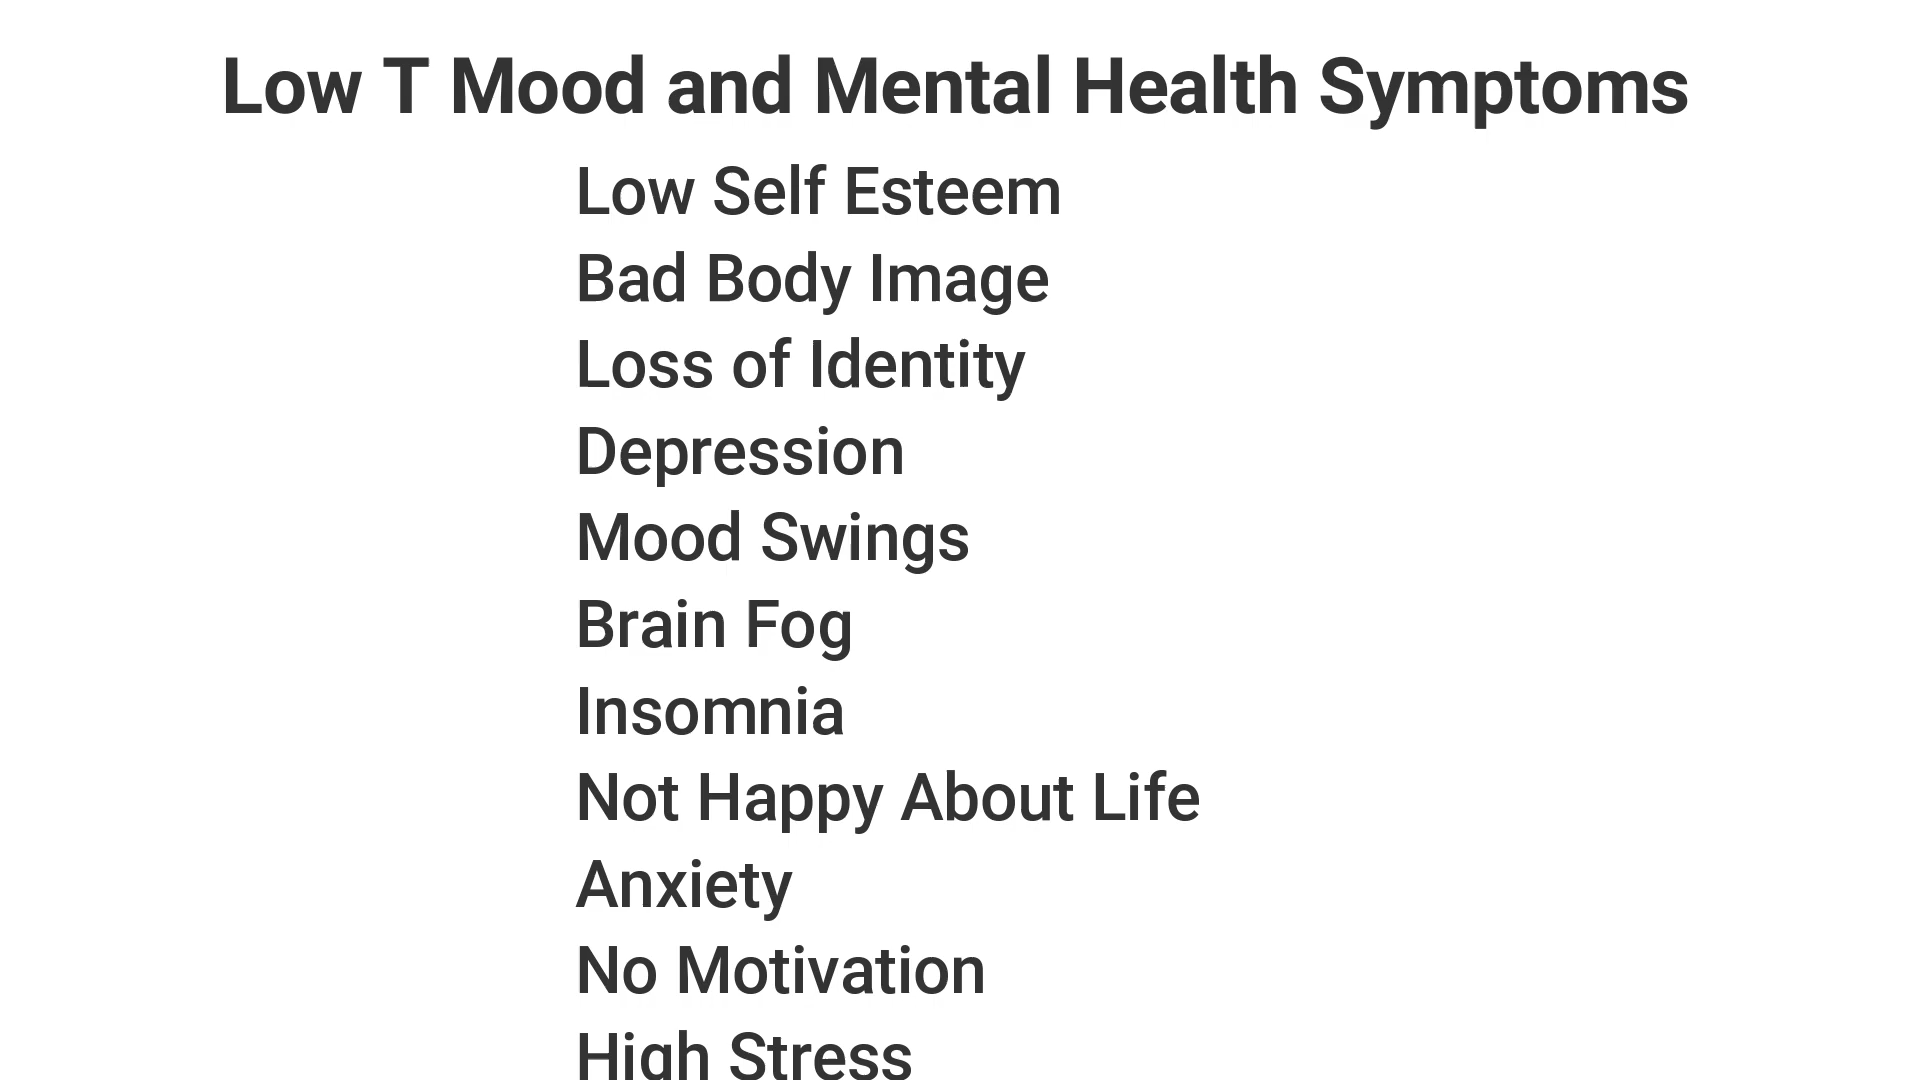 Low T Mood and Mental Health Symptoms
Low Self Esteem
Bad Body Image
Loss of Identity
Depression
Mood Swings
Brain Fog
Insomnia
Not Happy About Life
Anxiety
No Motivation
High Stress